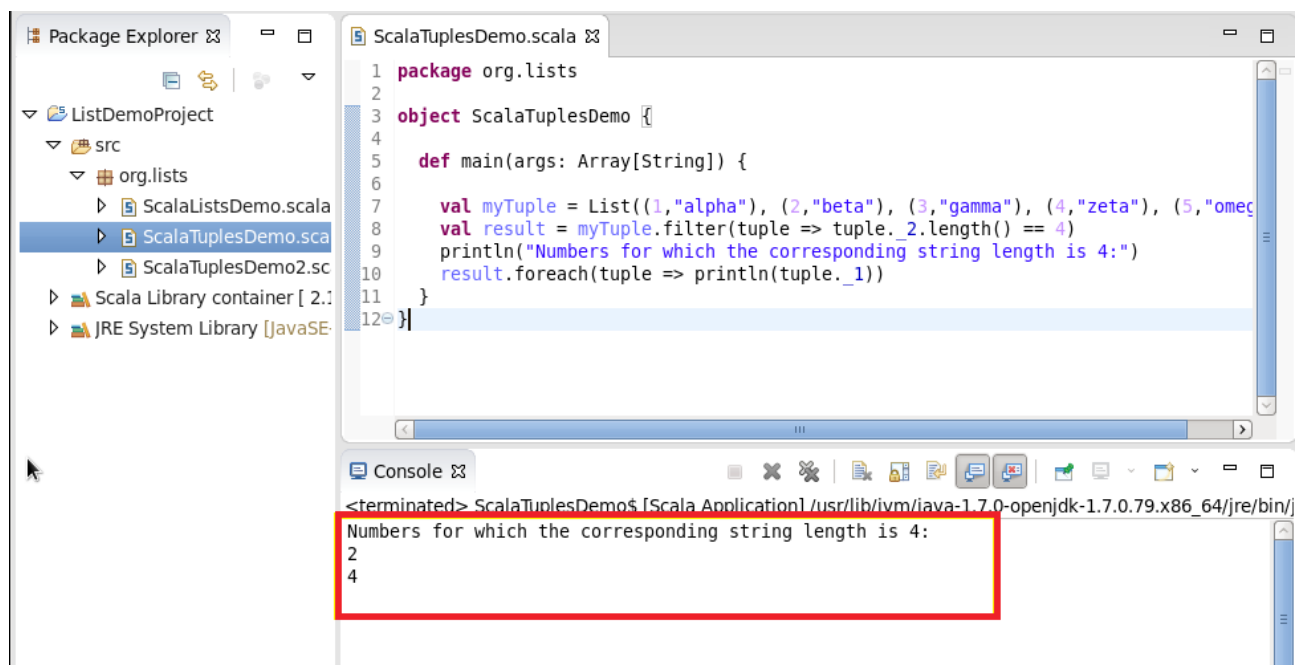 Package Explorer
ListDemoProject
src
org.lists
ScalaListsDemo.scala
ScalaTuplesDemo.sca
ScalaTuplesDemo2.sc
Scala Library container [ 2.1
JRE System Library [JavaSE-
ScalaTuplesDemo.scala
1 package org.lists
2
3 object ScalaTuplesDemo {
4
5 def main(args: Array[String]) {
6
7 val myTuple = List((1,"alpha"), (2,"beta"), (3,"gamma"), (4,"zeta"), (5,"omeg
8 val result = myTuple.filter(tuple => tuple._2.length() == 4)
9 println("Numbers for which the corresponding string length is 4:")
10 result.foreach(tuple => println(tuple._1))
11 }
12 }
Console
<terminated> ScalaTuplesDemo$ [Scala Application] /usr/lib/jvm/java-1.7.0-openjdk-1.7.0.79.x86_64/jre/bin/j
Numbers for which the corresponding string length is 4:
2
4